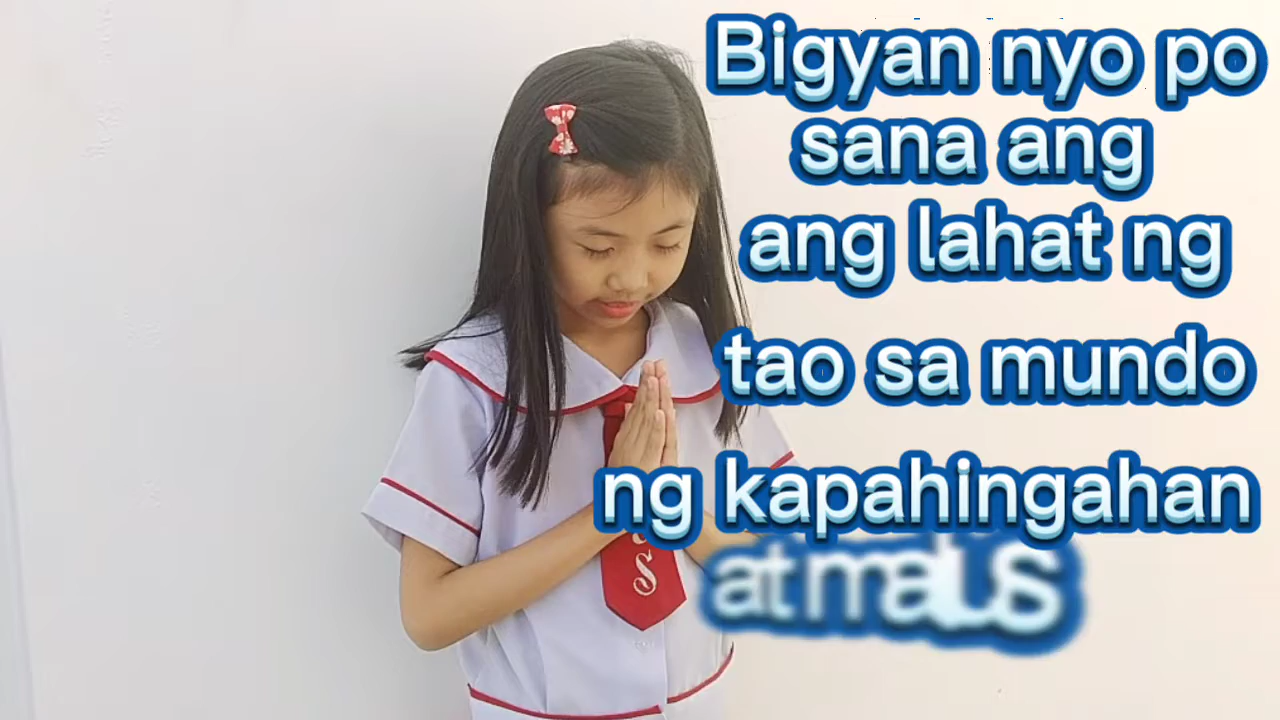 Bigyan nyo po
sana ang
ang lahat ng
tao sa mundo
ng kapahingahan
at
S